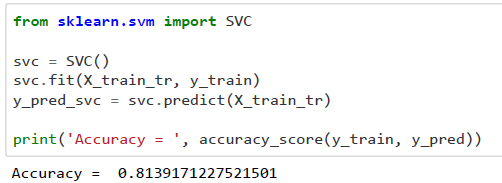 from sklearn.svm import SVC
svc = SVC()
svc.fit(X_train_tr, y_train)
y_pred_svc = svc.predict(X_train_tr)
print('Accuracy = ', accuracy_score(y_train, y_pred))
Accuracy =  0.8139171227521501